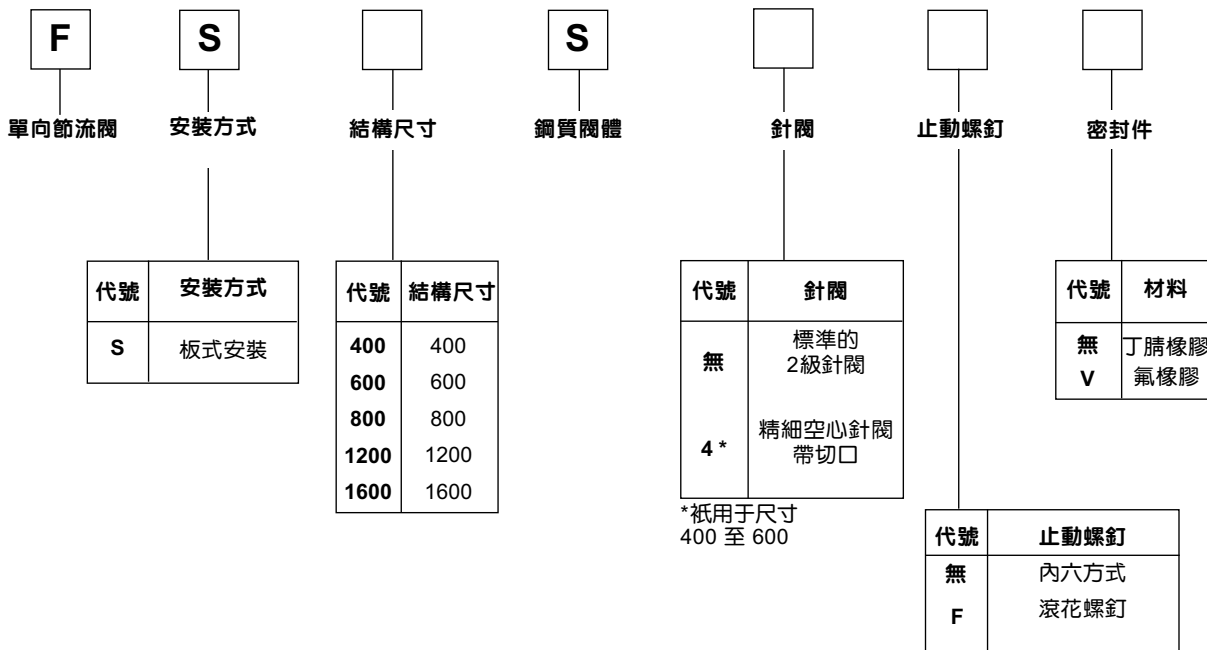 F S S
單向節流閥 安裝方式 結構尺寸 鋼質閥體 針閥 止動螺釘 密封件
代號 安裝方式
S 板式安裝
代號 結構尺寸
400 400
600 600
800 800
1200 1200
1600 1600
代號 針閥
無 標準的
2級針閥
4 * 精細空心針閥
帶切口
*衹用于尺寸
400 至 600
代號 材料
無 丁腈橡膠
V 氟橡膠
代號 止動螺釘
無 內六方式
F 滾花螺釘